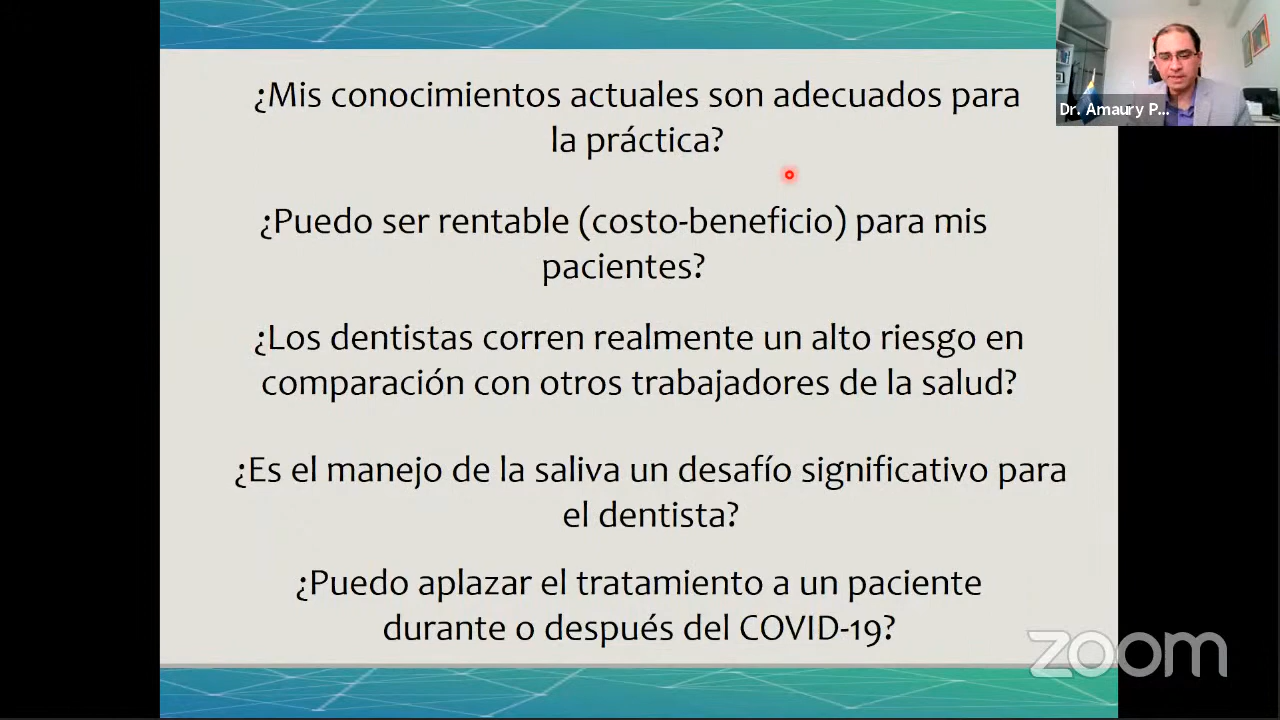 ¿Mis conocimientos actuales son adecuados para
la práctica?
¿Puedo ser rentable (costo-beneficio) para mis
pacientes?
¿Los dentistas corren realmente un alto riesgo en
comparación con otros trabajadores de la salud?
¿Es el manejo de la saliva un desafío significativo para
el dentista?
¿Puedo aplazar el tratamiento a un paciente
durante o después del COVID-19?
Dr. Amaury P...
zoom